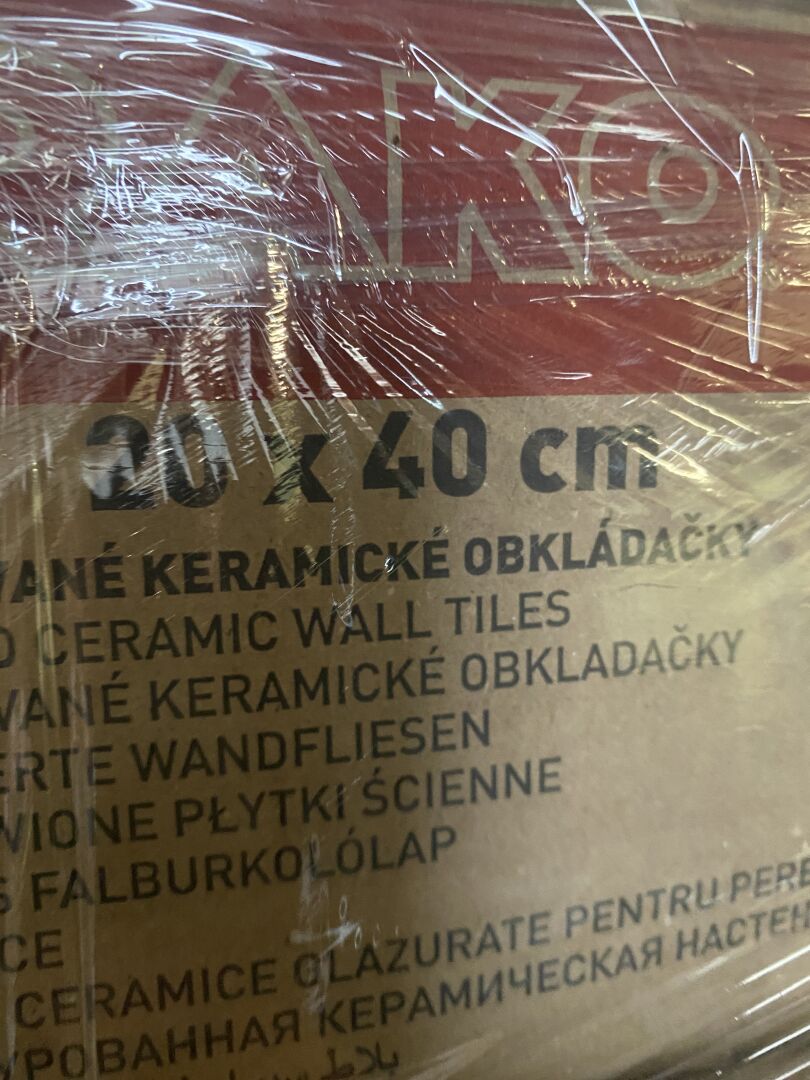 RAKO
20 x 40 cm
VANÉ KERAMICKÉ OBKLÁDAČKY
D CERAMIC WALL TILES
VANÉ KERAMICKÉ OBKLADAČKY
ERTE WANDFLIESEN
WIONE PŁYTKI ŚCIENNE
S FALBURKOLÓLAP
CE
CERAMICE GLAZURATE PENTRU PERE
УРОВАННАЯ КЕРАМИЧЕСКАЯ НАСТЕН